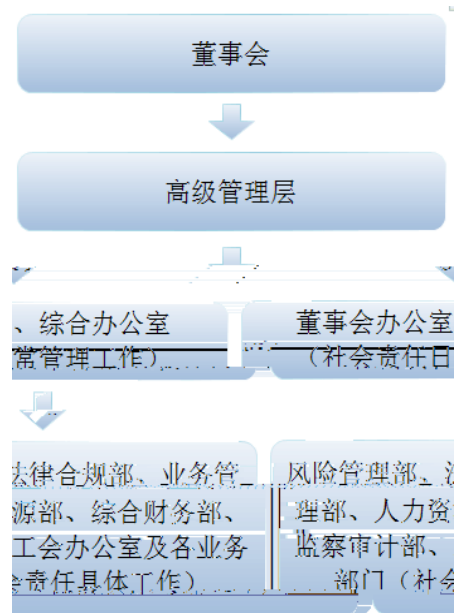 董事会
高级管理层
、综合办公室 董事会办公室
常管理工作） （社会责任日
法律合规部、业务管 风险管理部、法
源部、综合财务部、 理部、人力资
工会办公室及各业务 监察审计部、
会责任具体工作） 部门（社会